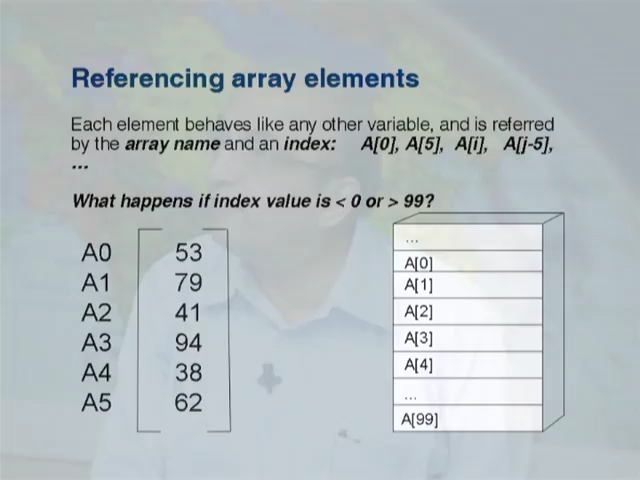 Referencing array elements
Each element behaves like any other variable, and is referred
by the array name and an index: A[0], A[5], A[i], A[j-5],
...
What happens if index value is < 0 or > 99?
A0 53
A1 79
A2 41
A3 94
A4 38
A5 62
...
A[0]
A[1]
A[2]
A[3]
A[4]
...
A[99]